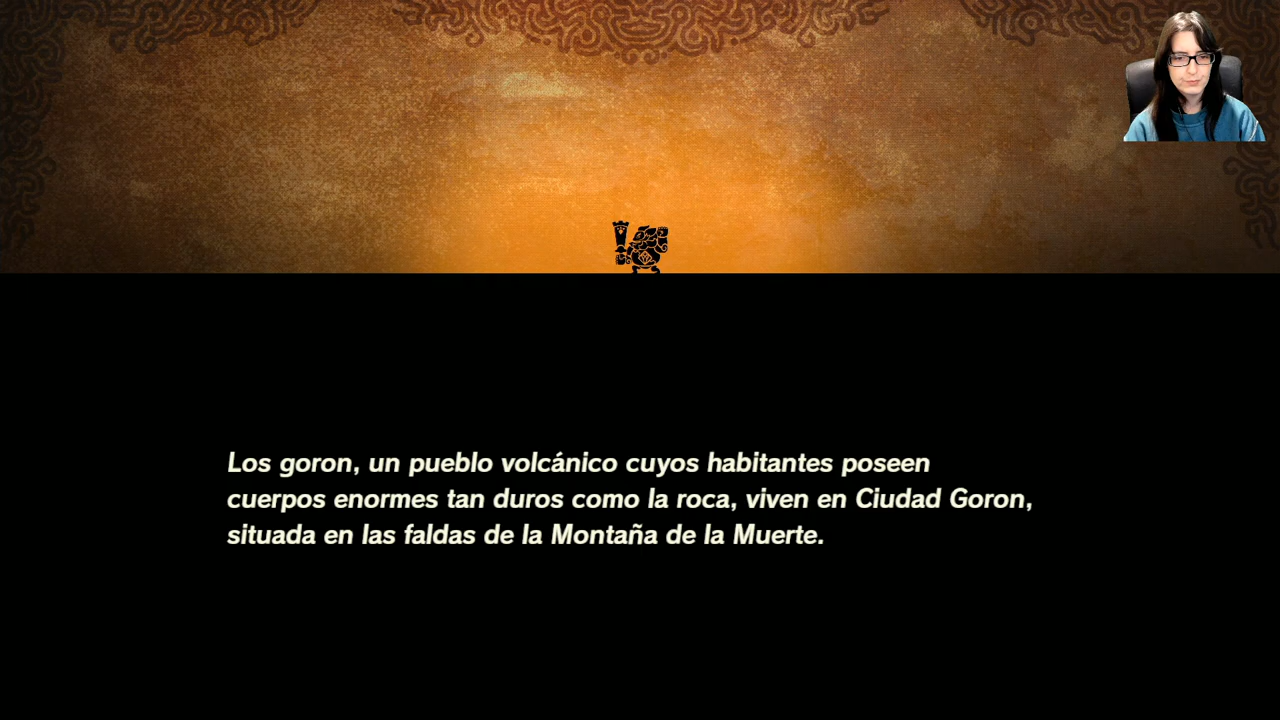 Los goron, un pueblo volcánico cuyos habitantes poseen
cuerpos enormes tan duros como la roca, viven en Ciudad Goron,
situada en las faldas de la Montaña de la Muerte.